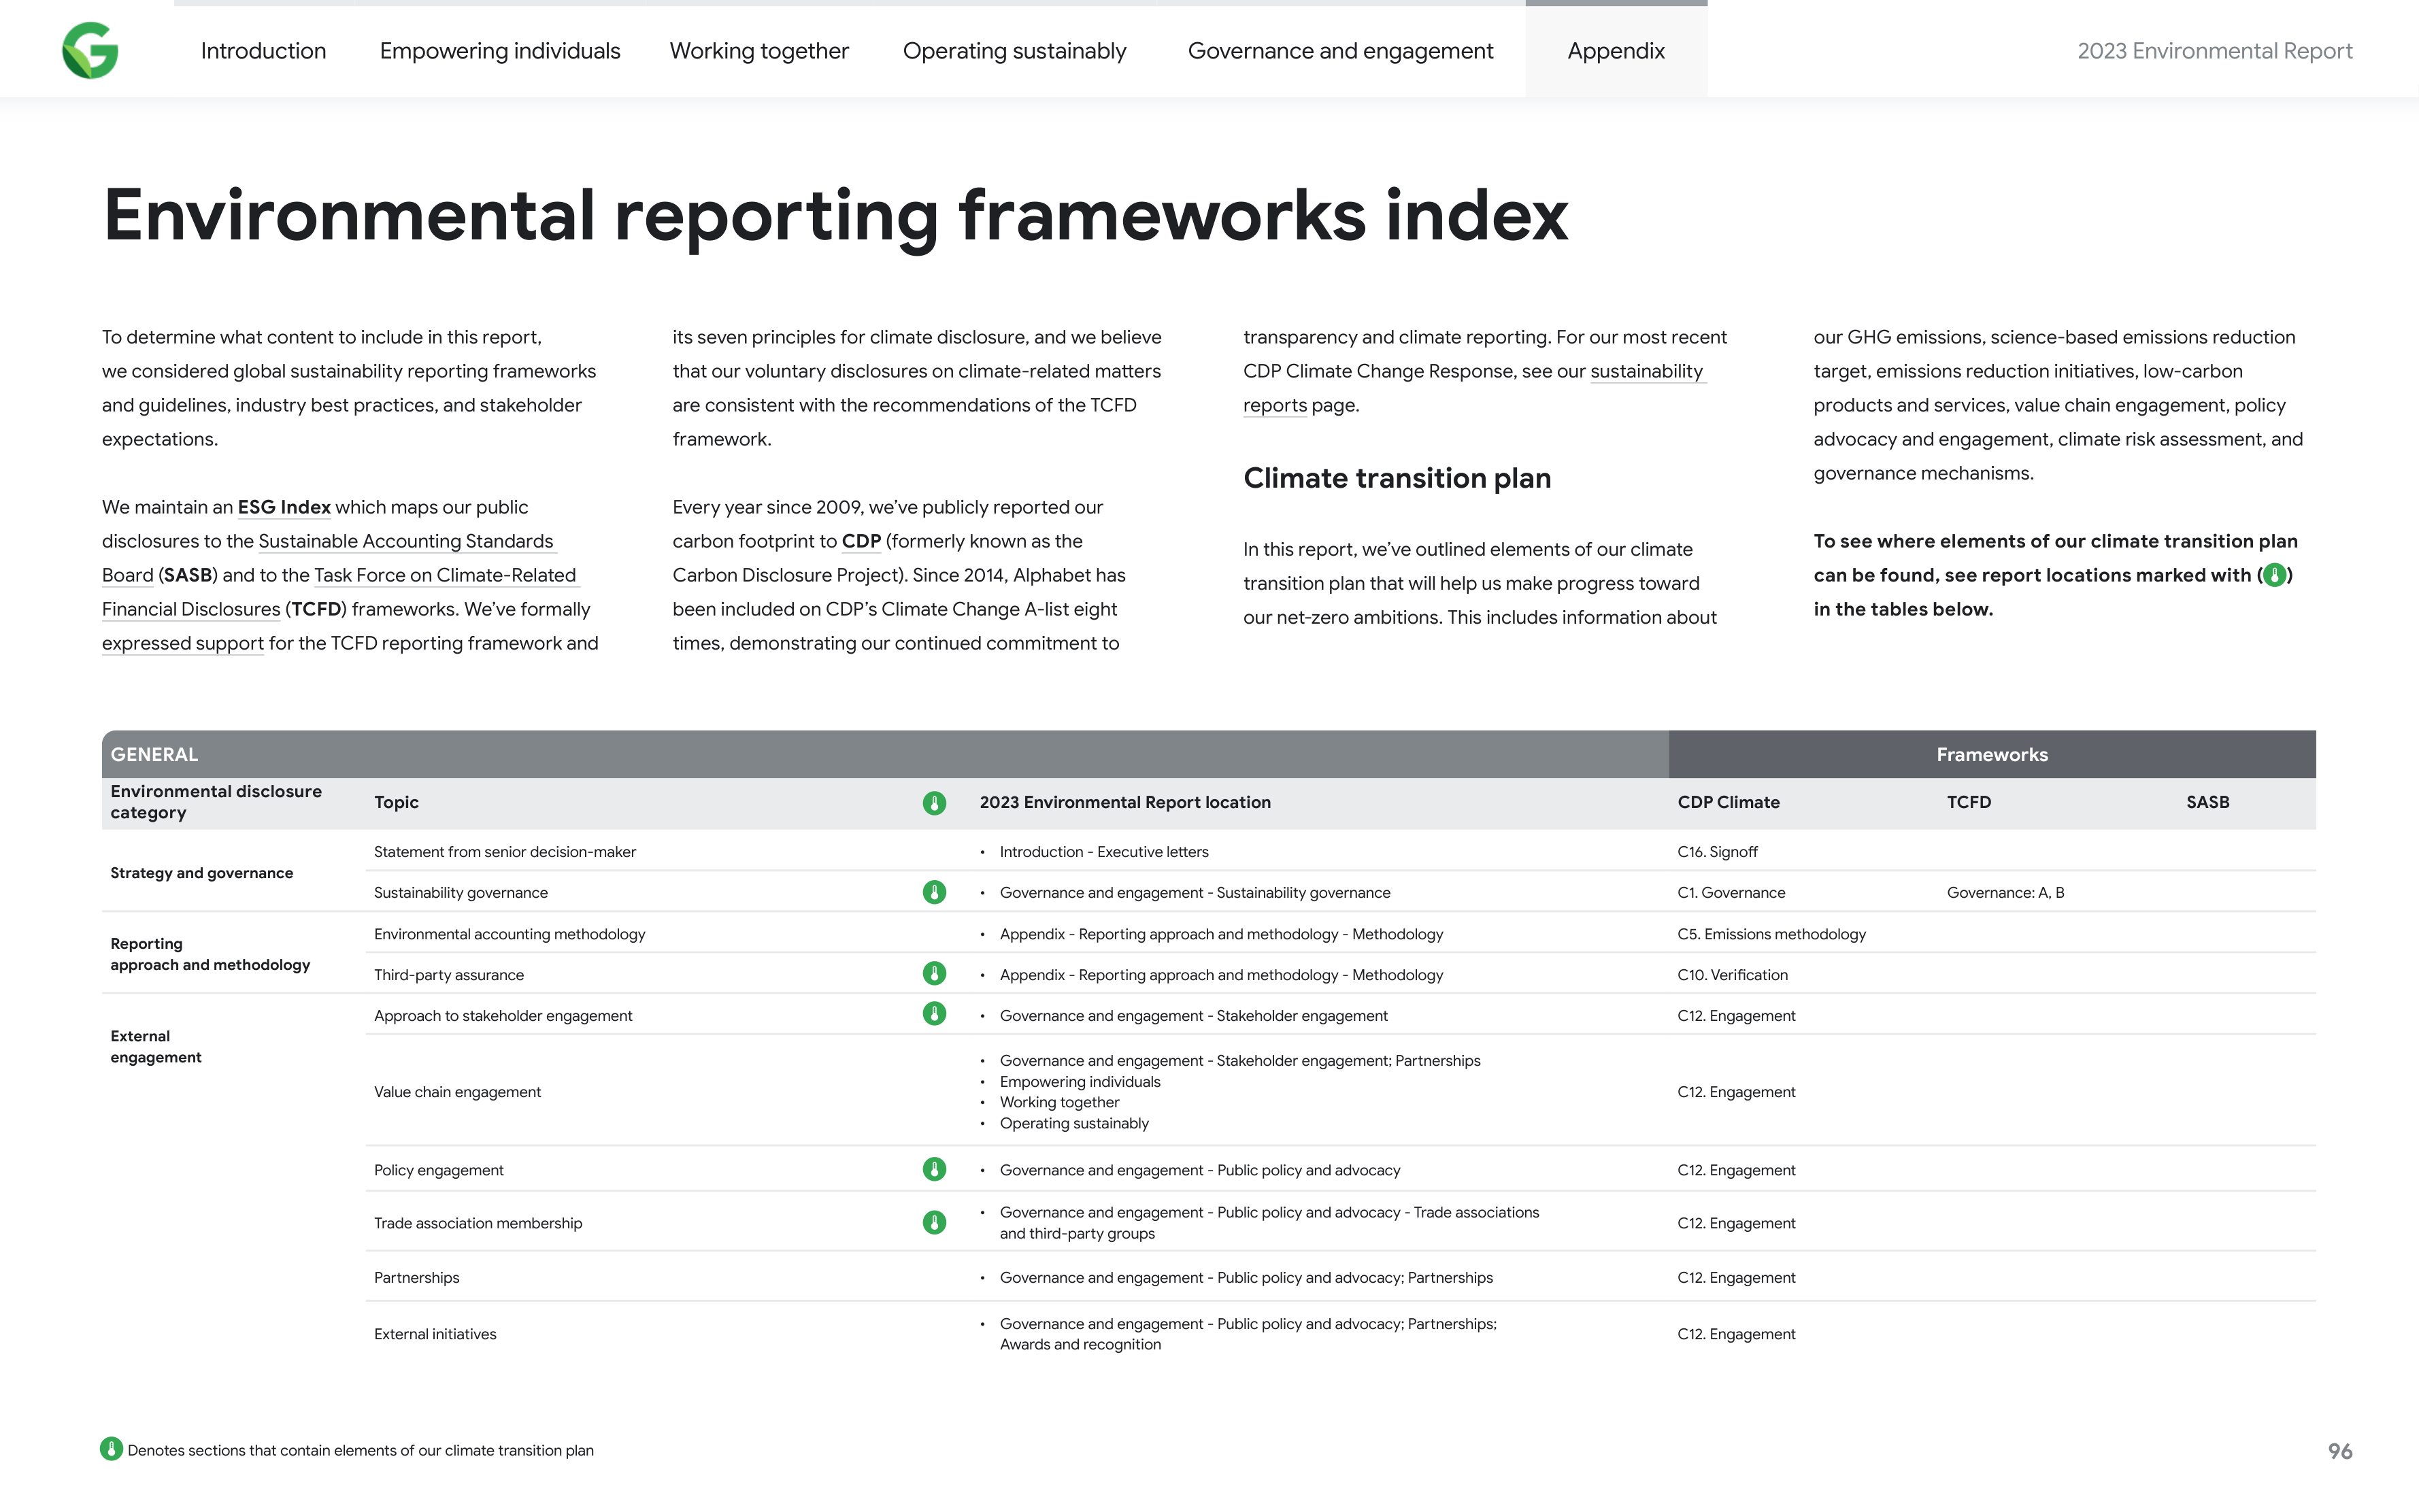 Introduction
Empowering individuals
Working together
Operating sustainably
Governance and engagement
Appendix
2023 Environmental Report
Environmental reporting frameworks index
To determine what content to include in this report,
we considered global sustainability reporting frameworks
and guidelines, industry best practices, and stakeholder
expectations.
We maintain an ESG Index which maps our public
disclosures to the Sustainable Accounting Standards
Board (SASB) and to the Task Force on Climate-Related
Financial Disclosures (TCFD) frameworks. We’ve formally
expressed support for the TCFD reporting framework and
its seven principles for climate disclosure, and we believe
that our voluntary disclosures on climate-related matters
are consistent with the recommendations of the TCFD
framework.
Every year since 2009, we’ve publicly reported our
carbon footprint to CDP (formerly known as the
Carbon Disclosure Project). Since 2014, Alphabet has
been included on CDP’s Climate Change A-list eight
times, demonstrating our continued commitment to
transparency and climate reporting. For our most recent
CDP Climate Change Response, see our sustainability
reports page.
Climate transition plan
In this report, we’ve outlined elements of our climate
transition plan that will help us make progress toward
our net-zero ambitions. This includes information about
our GHG emissions, science-based emissions reduction
target, emissions reduction initiatives, low-carbon
products and services, value chain engagement, policy
advocacy and engagement, climate risk assessment, and
governance mechanisms.
To see where elements of our climate transition plan
can be found, see report locations marked with ()
in the tables below.
GENERAL
Frameworks
Environmental disclosure
category
Topic
2023 Environmental Report location
CDP Climate
TCFD
SASB
Strategy and governance
Statement from senior decision-maker
• Introduction - Executive letters
C16. Signoff
Sustainability governance
• Governance and engagement - Sustainability governance
C1. Governance
Governance: A, B
Reporting
approach and methodology
Environmental accounting methodology
• Appendix - Reporting approach and methodology - Methodology
C5. Emissions methodology
Third-party assurance
• Appendix - Reporting approach and methodology - Methodology
C10. Verification
External
engagement
Approach to stakeholder engagement
• Governance and engagement - Stakeholder engagement
C12. Engagement
Value chain engagement
• Governance and engagement - Stakeholder engagement; Partnerships
• Empowering individuals
• Working together
• Operating sustainably
C12. Engagement
Policy engagement
• Governance and engagement - Public policy and advocacy
C12. Engagement
Trade association membership
• Governance and engagement - Public policy and advocacy - Trade associations
and third-party groups
C12. Engagement
Partnerships
• Governance and engagement - Public policy and advocacy; Partnerships
C12. Engagement
External initiatives
• Governance and engagement - Public policy and advocacy; Partnerships;
Awards and recognition
C12. Engagement
Denotes sections that contain elements of our climate transition plan
96